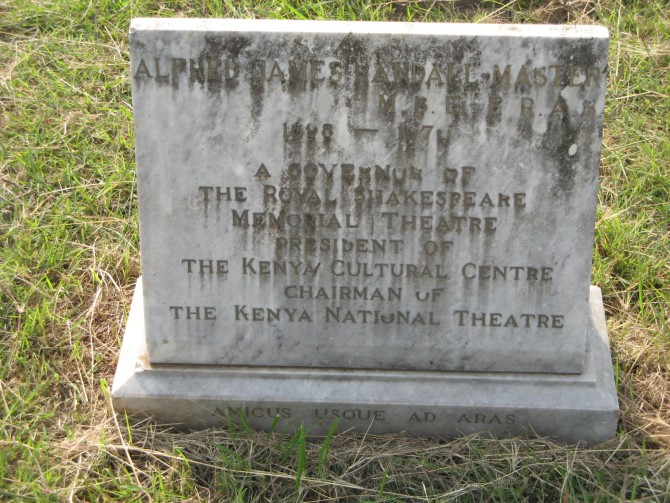 ALFRED JAMES RANDALL MASTER
M.B.E. F.R.A.
A GOVERNOR OF
THE ROYAL SHAKESPEARE
MEMORIAL THEATRE
PRESIDENT OF
THE KENYA CULTURAL CENTRE
CHAIRMAN OF
THE KENYA NATIONAL THEATRE
AMICUS USQUE AD ARAS